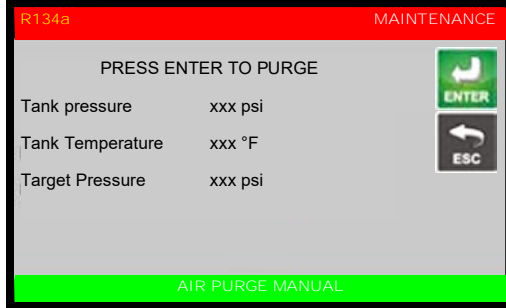 R134a MAINTENANCE
PRESS ENTER TO PURGE
ENTER
Tank pressure xxx psi
Tank Temperature xxx °F
ESC
Target Pressure xxx psi
AIR PURGE MANUAL